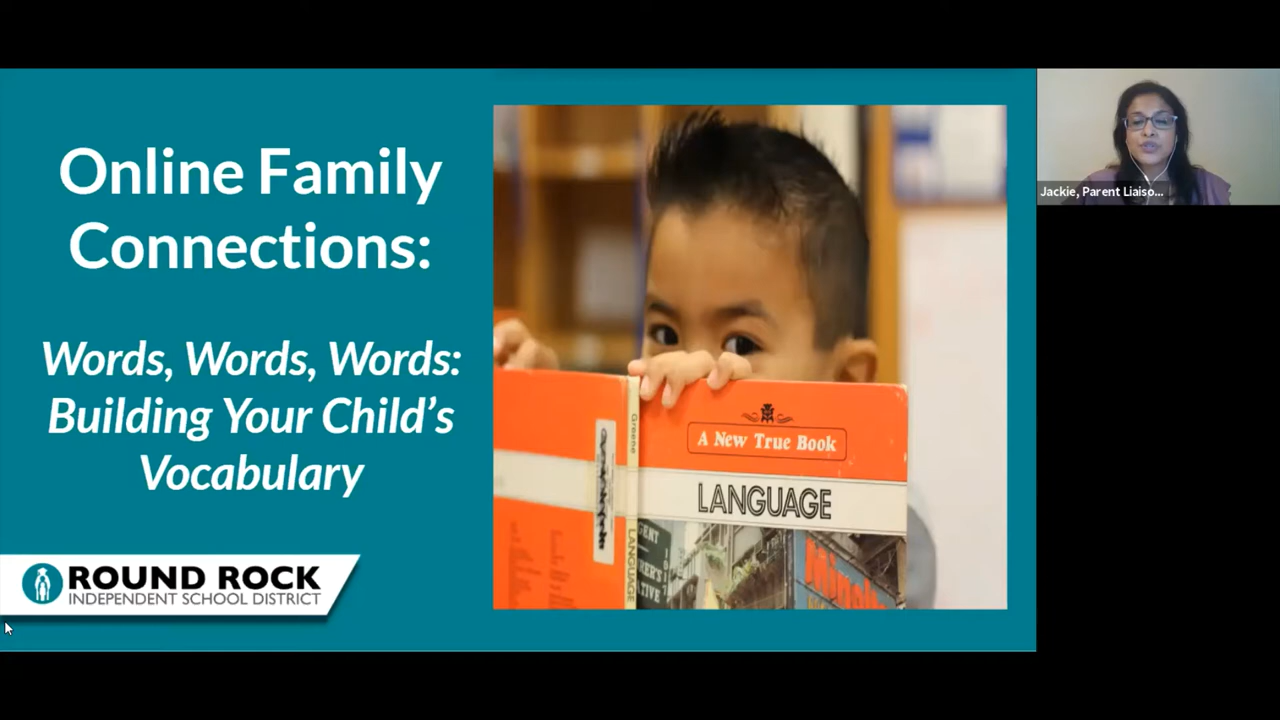 Online Family
Connections:
Words, Words, Words:
Building Your Child's
Vocabulary
ROUND ROCK
INDEPENDENT SCHOOL DISTRICT
A New True Book
LANGUAGE
Greene
LANGUAGE
Jackie, Parent Liaiso...